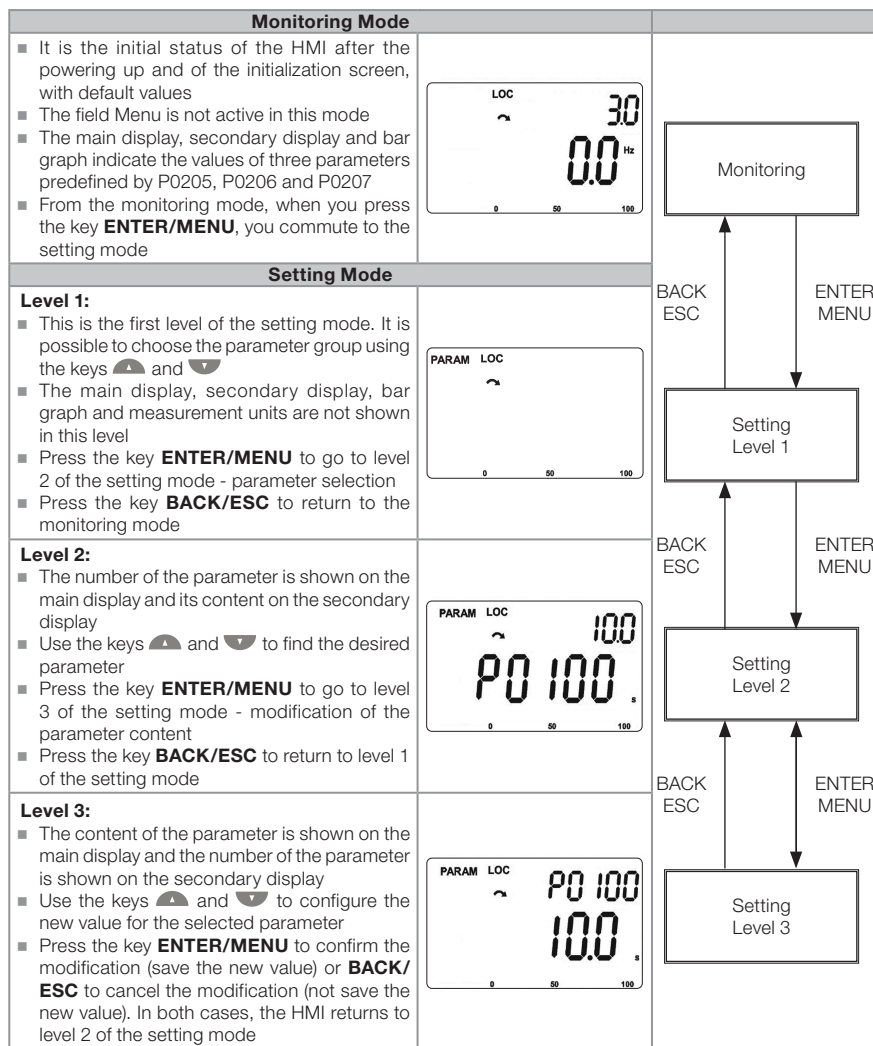 Monitoring Mode
■ It is the initial status of the HMI after the
powering up and of the initialization screen,
with default values
■ The field Menu is not active in this mode
■ The main display, secondary display and bar
graph indicate the values of three parameters
predefined by P0205, P0206 and P0207
■ From the monitoring mode, when you press
the key ENTER/MENU, you commute to the
setting mode
LOC
3.0
0.0 Hz
0 50 100
Setting Mode
Level 1:
■ This is the first level of the setting mode. It is
possible to choose the parameter group using
the keys and
■ The main display, secondary display, bar
graph and measurement units are not shown
in this level
■ Press the key ENTER/MENU to go to level
2 of the setting mode - parameter selection
■ Press the key BACK/ESC to return to the
monitoring mode
PARAM LOC
0 50 100
Level 2:
■ The number of the parameter is shown on the
main display and its content on the secondary
display
■ Use the keys and to find the desired
parameter
■ Press the key ENTER/MENU to go to level
3 of the setting mode - modification of the
parameter content
■ Press the key BACK/ESC to return to level 1
of the setting mode
PARAM LOC
10.0
P0100 s
0 50 100
Level 3:
■ The content of the parameter is shown on the
main display and the number of the parameter
is shown on the secondary display
■ Use the keys and to configure the
new value for the selected parameter
■ Press the key ENTER/MENU to confirm the
modification (save the new value) or BACK/
ESC to cancel the modification (not save the
new value). In both cases, the HMI returns to
level 2 of the setting mode
PARAM LOC
P0100
10.0 s
0 50 100
Monitoring
BACK
ESC
ENTER
MENU
Setting
Level 1
BACK
ESC
ENTER
MENU
Setting
Level 2
BACK
ESC
ENTER
MENU
Setting
Level 3